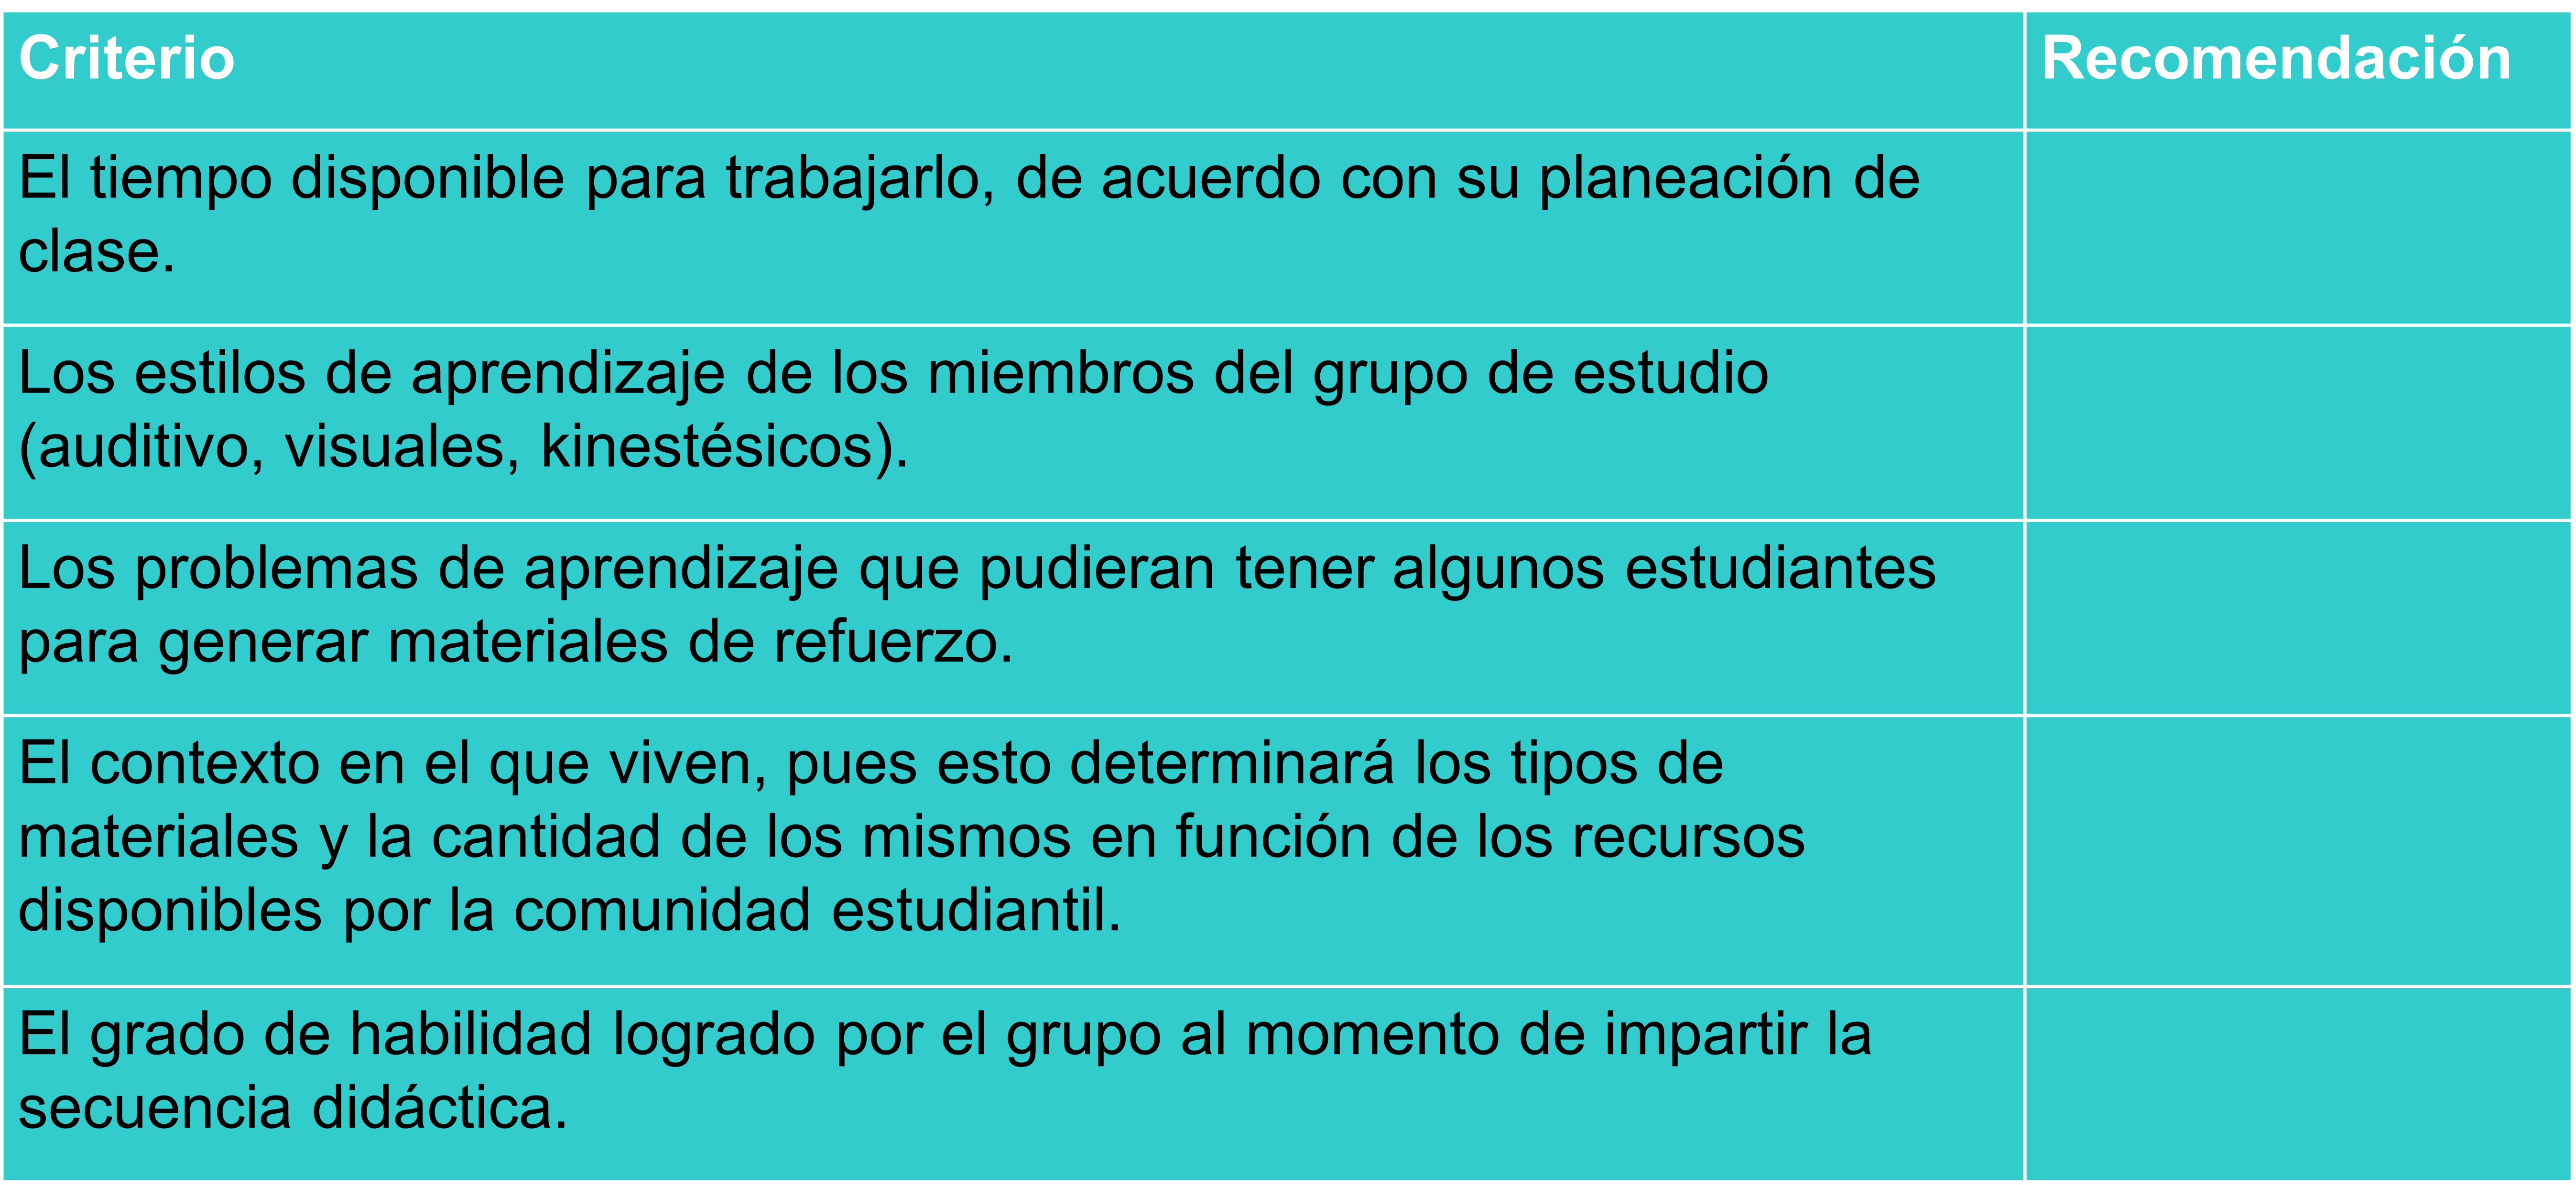 Criterio
Recomendación
El tiempo disponible para trabajarlo, de acuerdo con su planeación de
clase.
Los estilos de aprendizaje de los miembros del grupo de estudio
(auditivo, visuales, kinestésicos).
Los problemas de aprendizaje que pudieran tener algunos estudiantes
para generar materiales de refuerzo.
El contexto en el que viven, pues esto determinará los tipos de
materiales y la cantidad de los mismos en función de los recursos
disponibles por la comunidad estudiantil.
El grado de habilidad logrado por el grupo al momento de impartir la
secuencia didáctica.